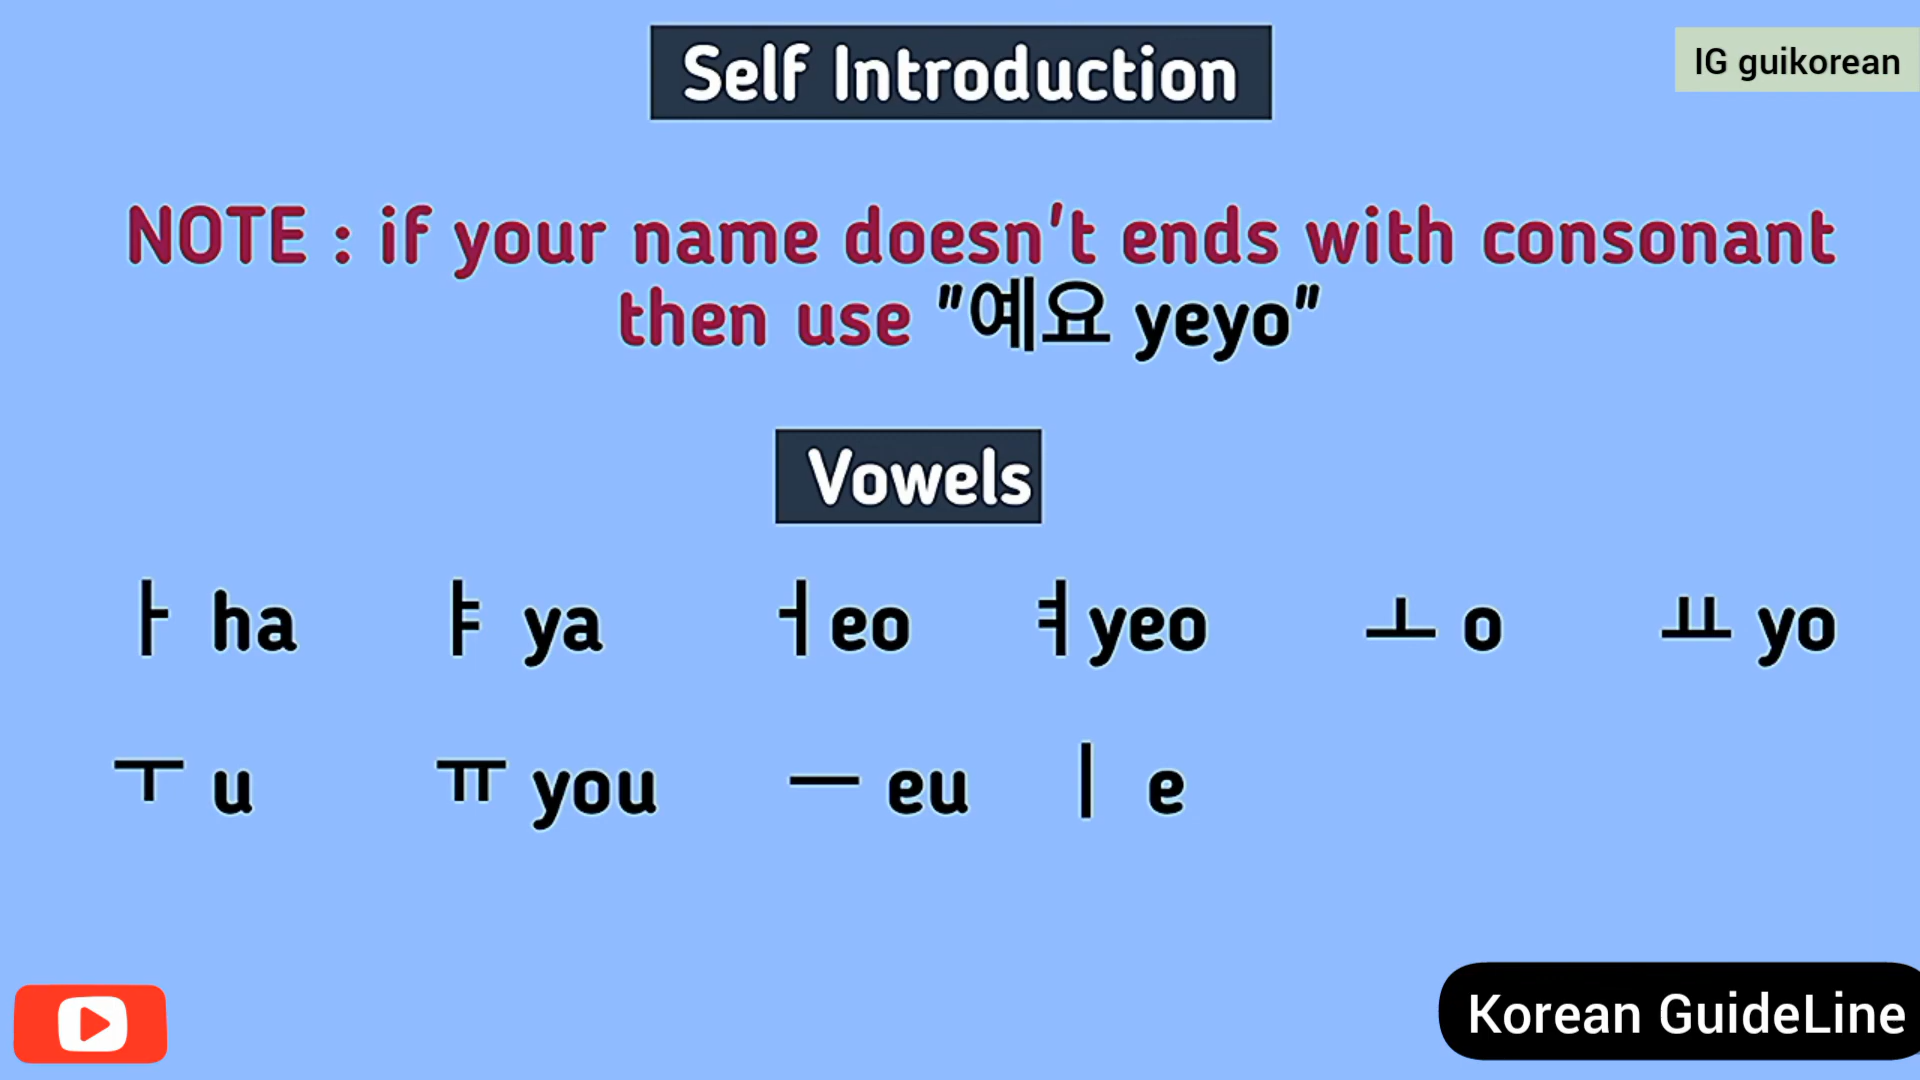 Self Introduction
IG guikorean
NOTE : if your name doesn't ends with consonant
then use "예요 yeyo"
Vowels
ㅏ ha ㅑ ya ㅓ eo ㅕ yeo ㅗ o ㅛ yo
ㅜ u ㅠ you ㅡ eu ㅣ e
Korean GuideLine